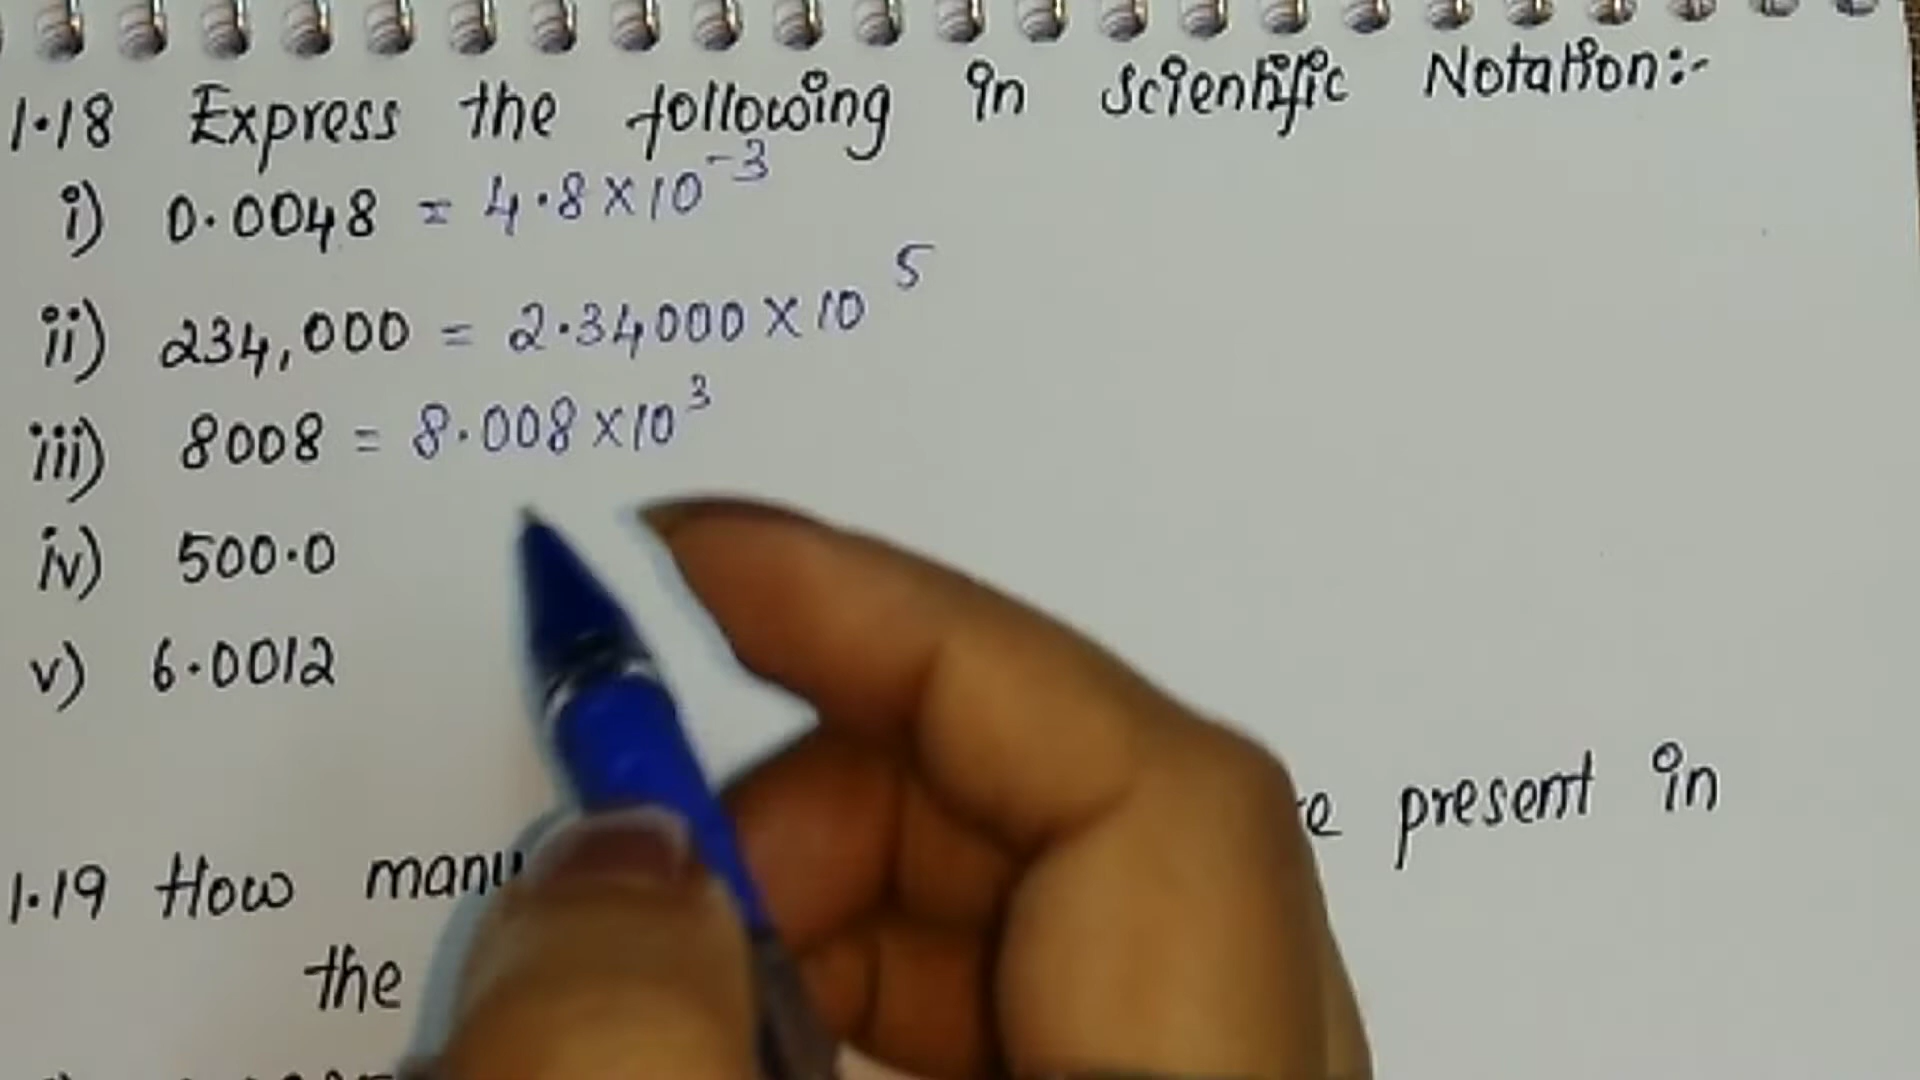 1.18 Express the following in Scientific Notation:-
i) 0.0048 = 4.8×10⁻³
ii) 234,000 = 2.34000×10⁵
iii) 8008 = 8.008×10³
iv) 500.0
v) 6.0012
1.19 How many present in
the